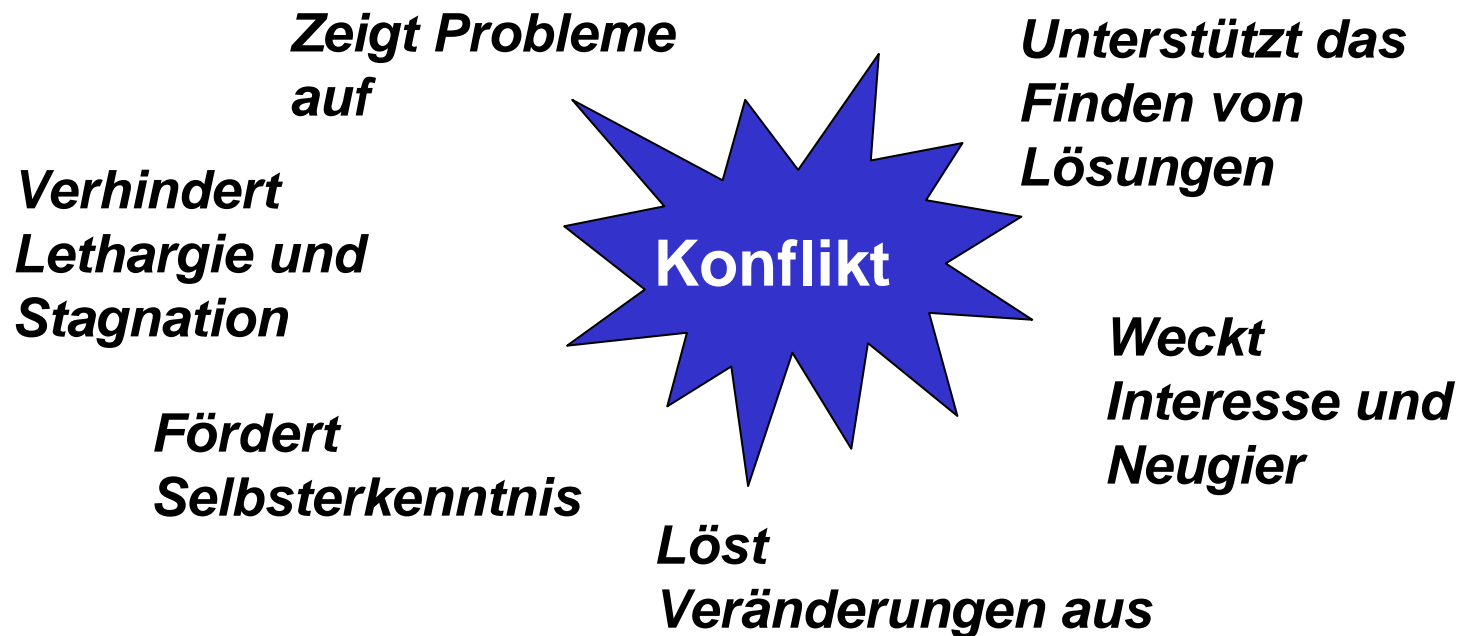 Zeigt Probleme
auf
Unterstützt das
Finden von
Lösungen
Verhindert
Lethargie und
Stagnation
Konflikt
Weckt
Interesse und
Neugier
Fördert
Selbsterkenntnis
Löst
Veränderungen aus